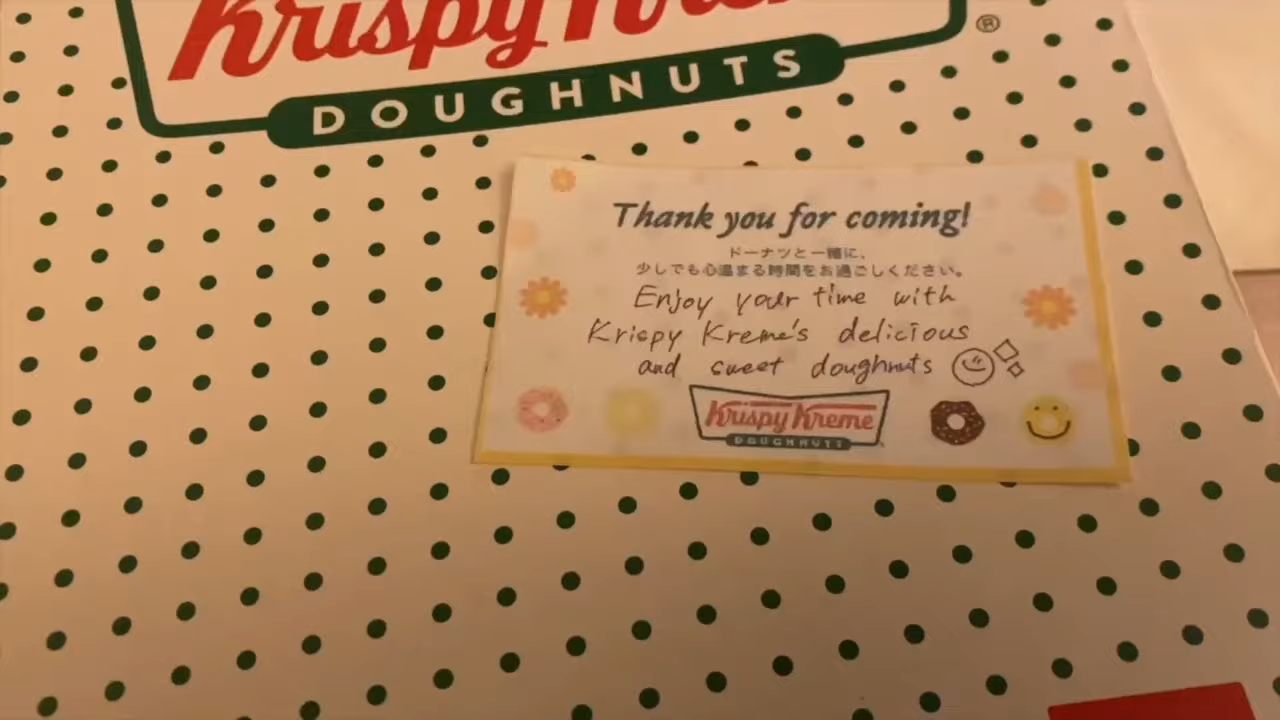 Krispy Kreme
DOUGHNUTS
®
Thank you for coming!
ドーナツと一緒に、
少しでも心温まる時間をお過ごしください。
Enjoy your time with
Krispy Kreme's delicious
and sweet doughnuts
Krispy Kreme
DOUGHNUTS